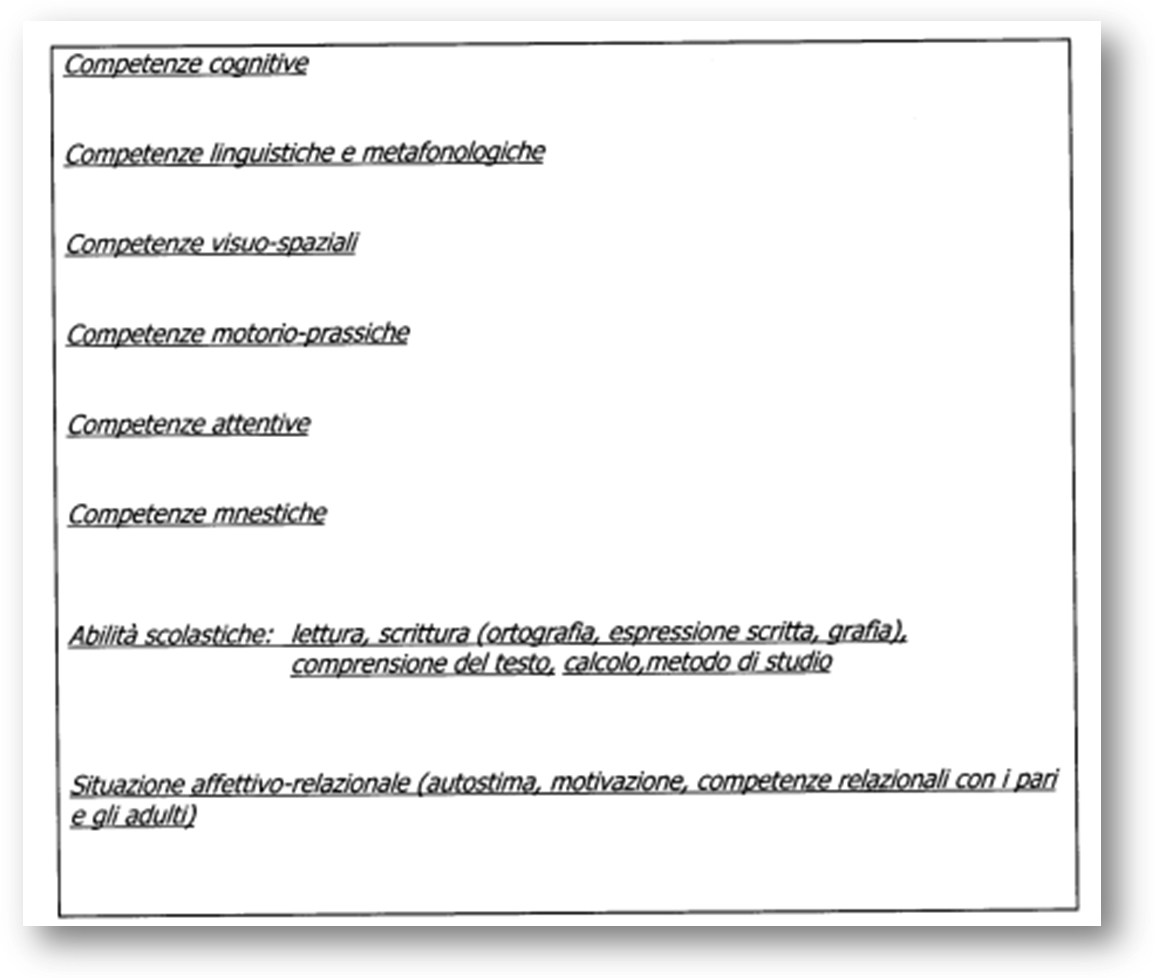 Competenze cognitive
Competenze linguistiche e metafonologiche
Competenze visuo-spaziali
Competenze motorio-prassiche
Competenze attentive
Competenze mnestiche
Abilità scolastiche: lettura, scrittura (ortografia, espressione scritta, grafia),
comprensione del testo, calcolo,metodo di studio
Situazione affettivo-relazionale (autostima, motivazione, competenze relazionali con i pari
e gli adulti)